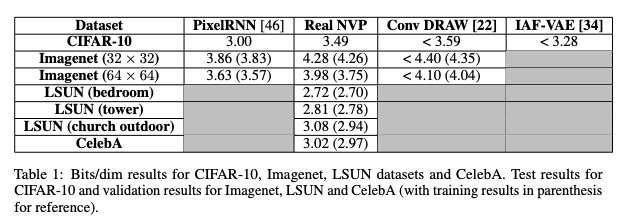 Dataset PixelRNN [46] Real NVP Conv DRAW [22] IAF-VAE [34]
CIFAR-10 3.00 3.49 < 3.59 < 3.28
Imagenet (32 × 32) 3.86 (3.83) 4.28 (4.26) < 4.40 (4.35)
Imagenet (64 × 64) 3.63 (3.57) 3.98 (3.75) < 4.10 (4.04)
LSUN (bedroom) 2.72 (2.70)
LSUN (tower) 2.81 (2.78)
LSUN (church outdoor) 3.08 (2.94)
CelebA 3.02 (2.97)
Table 1: Bits/dim results for CIFAR-10, Imagenet, LSUN datasets and CelebA. Test results for
CIFAR-10 and validation results for Imagenet, LSUN and CelebA (with training results in parenthesis
for reference).